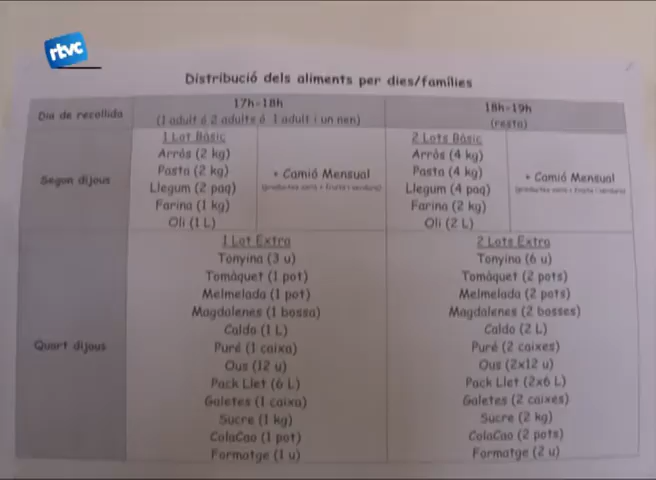 rtvc
Distribució dels aliments per dies/famílies
Dia de recollida
17h-18h
(1 adult ó 2 adults ó 1 adult i un nen)
18h-19h
(resta)
Segon dijous
1 Lot Bàsic
Arròs (2 kg)
Pasta (2 kg)
Llegum (2 paq)
Farina (1 kg)
Oli (1 L)
+ Camió Mensual
2 Lots Bàsic
Arròs (4 kg)
Pasta (4 kg)
Llegum (4 paq)
Farina (2 kg)
Oli (2 L)
+ Camió Mensual
Quart dijous
1 Lot Extra
Tonyina (3 u)
Tomàquet (1 pot)
Melmelada (1 pot)
Magdalenes (1 bossa)
Caldo (1 L)
Puré (1 caixa)
Ous (12 u)
Pack Llet (6 L)
Galetes (1 caixa)
Sucre (1 kg)
ColaCao (1 pot)
Formatge (1 u)
2 Lots Extra
Tonyina (6 u)
Tomàquet (2 pots)
Melmelada (2 pots)
Magdalenes (2 bosses)
Caldo (2 L)
Puré (2 caixes)
Ous (2x12 u)
Pack Llet (2x6 L)
Galetes (2 caixes)
Sucre (2 kg)
ColaCao (2 pots)
Formatge (2 u)